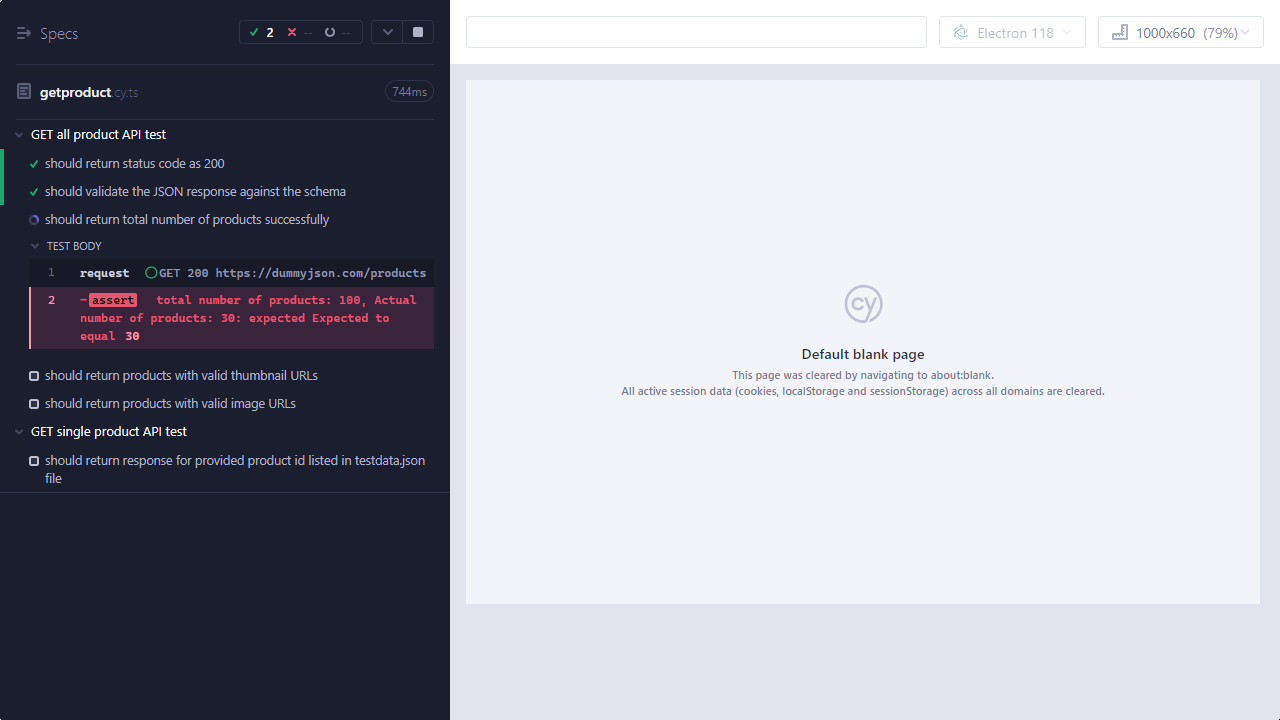 Specs
2 -- --
Electron 118
1000x660 (79%)
getproduct.cy.ts
744ms
GET all product API test
should return status code as 200
should validate the JSON response against the schema
should return total number of products successfully
TEST BODY
1 request GET 200 https://dummyjson.com/products
2 -assert total number of products: 100, Actual
number of products: 30: expected Expected to
equal 30
should return products with valid thumbnail URLs
should return products with valid image URLs
GET single product API test
should return response for provided product id listed in testdata.json
file
cy
Default blank page
This page was cleared by navigating to about:blank.
All active session data (cookies, localStorage and sessionStorage) across all domains are cleared.